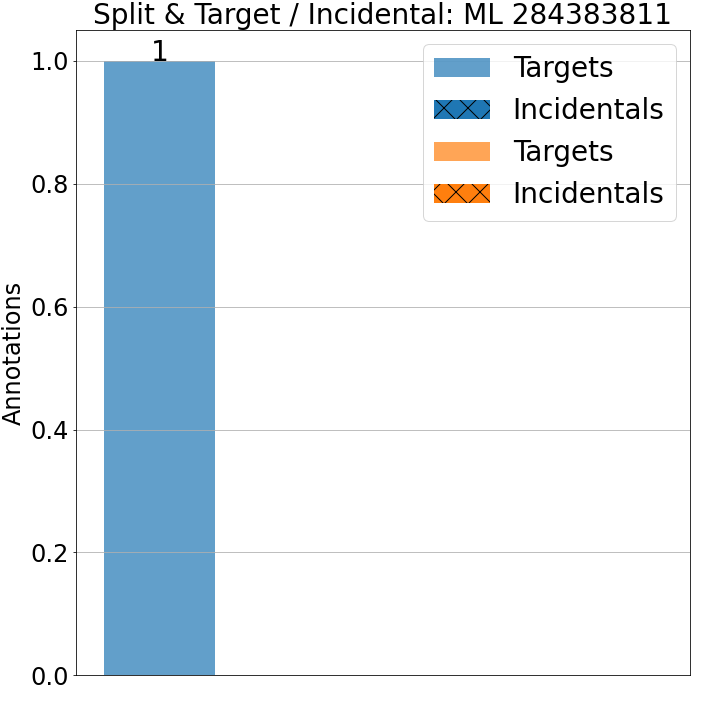 Split & Target / Incidental: ML 284383811
1
1.0
0.8
0.6
0.4
0.2
0.0
Annotations
Targets
Incidentals
Targets
Incidentals